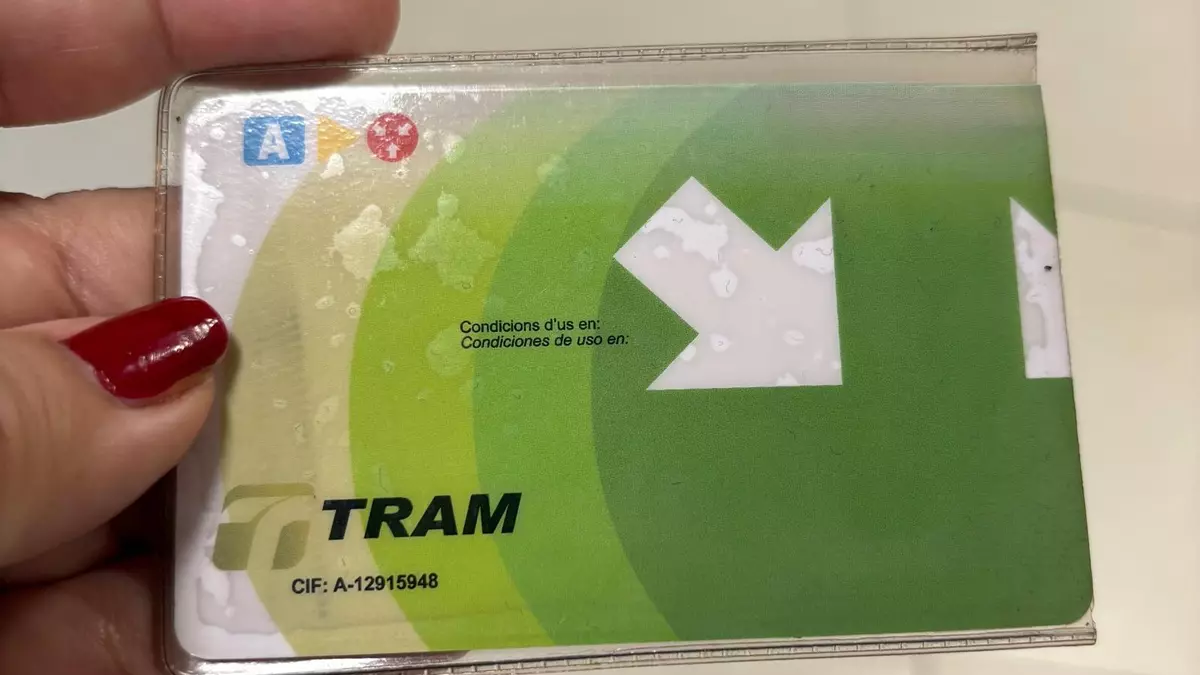 A
Condicions d'us en:
Condiciones de uso en:
TRAM
CIF: A-12915948